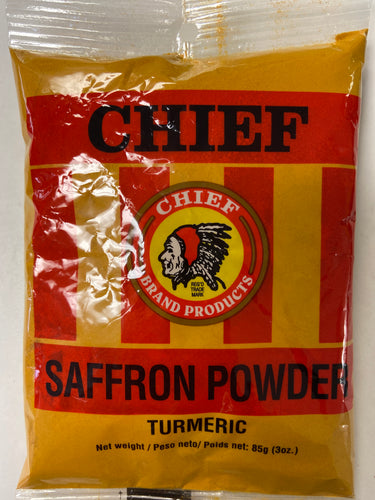 CHIEF
CHIEF
REG'D
TRADE
MARK
BRAND PRODUCTS
SAFFRON POWDER
TURMERIC
Net weight / Peso neto/ Poids net: 85g (3oz.)